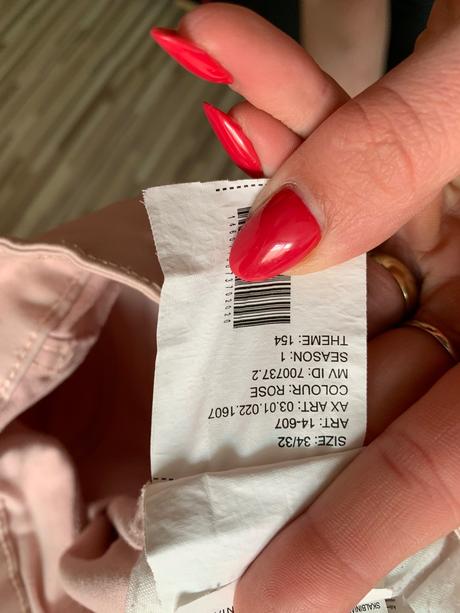 SIZE: 34/32
ART: 14-607
AX ART: 03.01.022.1607
COLOUR: ROSE
MV ID: 700737.2
SEASON: 1
THEME: 154
SKALBIN